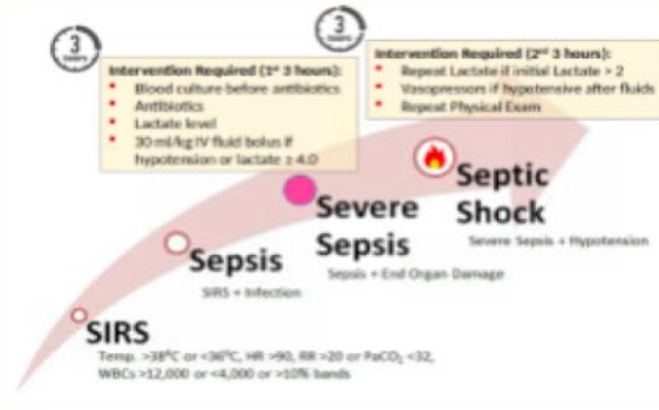 3
HOURS
3
HOURS
Intervention Required (1st 3 hours):
Blood culture before antibiotics
Antibiotics
Lactate level
30 ml/kg IV fluid bolus if
hypotension or lactate ≥ 4.0
Intervention Required (2nd 3 hours):
Repeat Lactate if initial Lactate > 2
Vasopressors if hypotensive after fluids
Repeat Physical Exam
Septic
Shock
Severe Sepsis + Hypotension
Severe
Sepsis
Sepsis + End Organ Damage
Sepsis
SIRS + Infection
SIRS
Temp. >38°C or <36°C, HR >90, RR >20 or PaCO₂ <32,
WBCs >12,000 or <4,000 or >10% bands